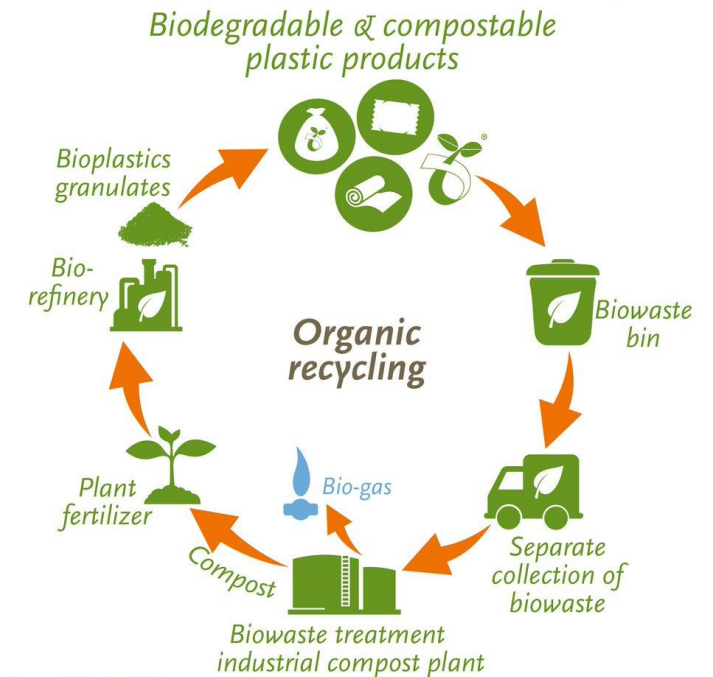 Biodegradable & compostable
plastic products
Bioplastics
granulates
Bio-
refinery
Biowaste
bin
Organic
recycling
Bio-gas
Plant
fertilizer
Compost
Separate
collection of
biowaste
Biowaste treatment
industrial compost plant